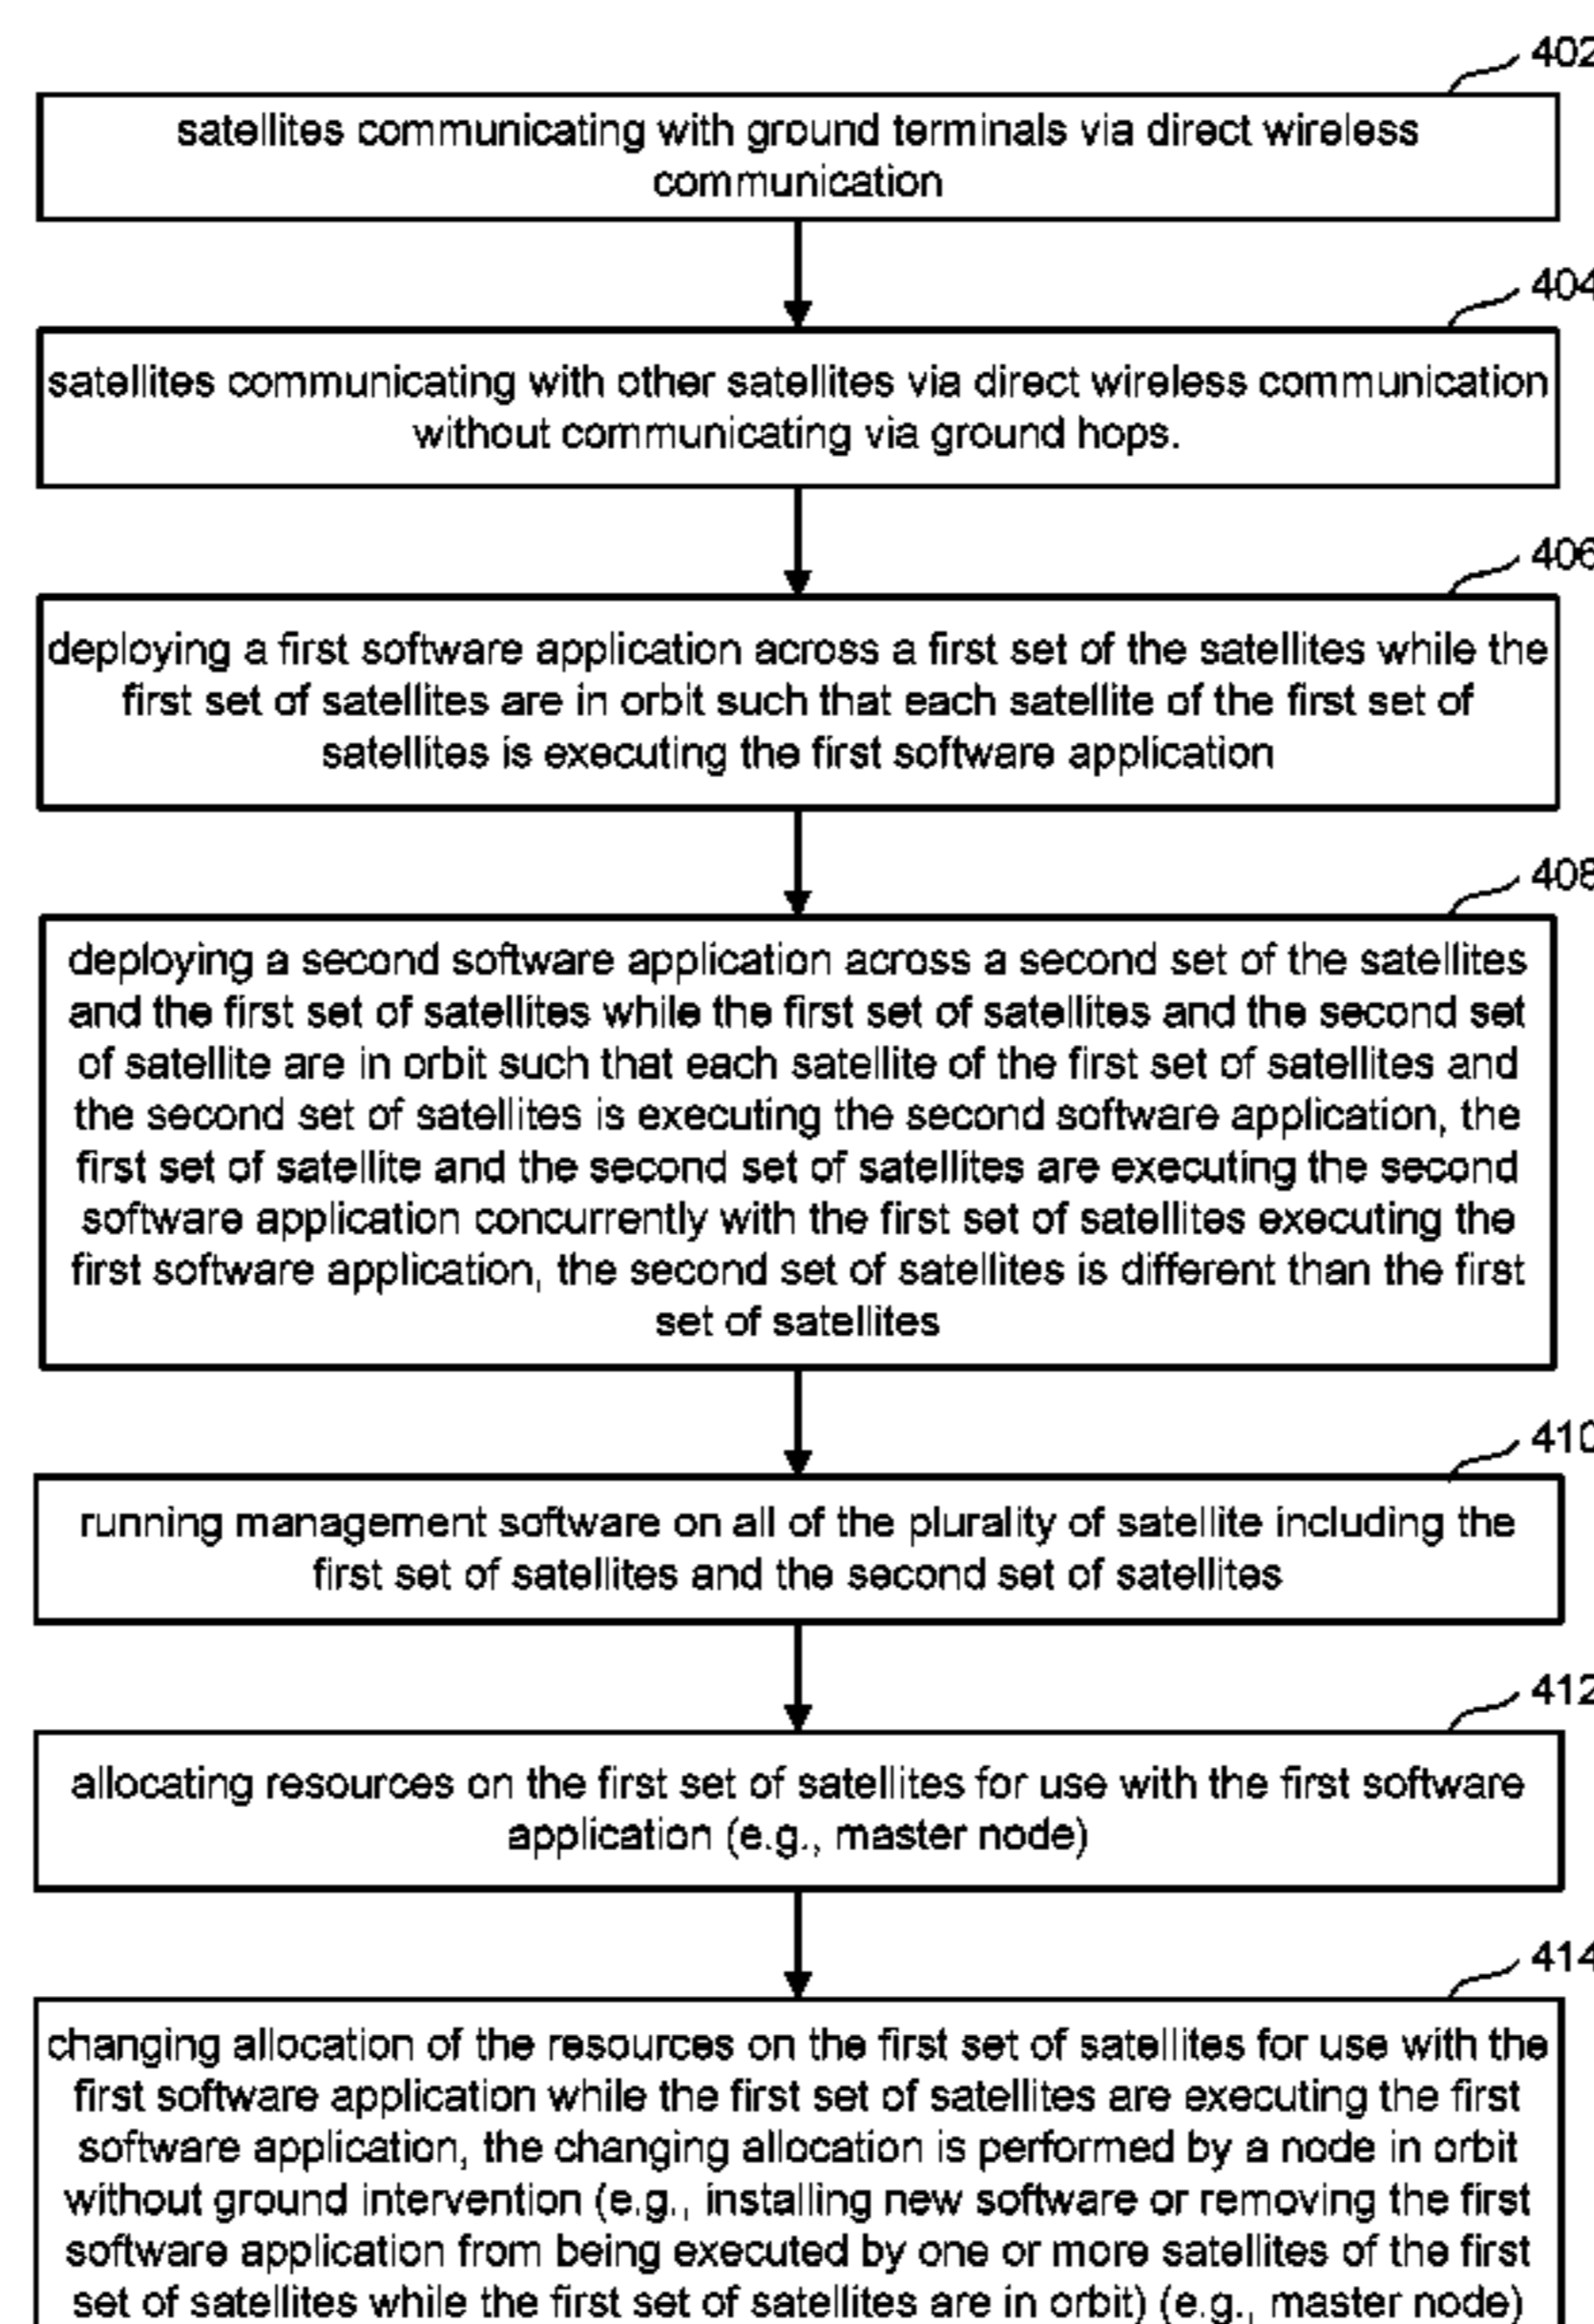 402
satellites communicating with ground terminals via direct wireless
communication
404
satellites communicating with other satellites via direct wireless communication
without communicating via ground hops.
406
deploying a first software application across a first set of the satellites while the
first set of satellites are in orbit such that each satellite of the first set of
satellites is executing the first software application
408
deploying a second software application across a second set of the satellites
and the first set of satellites while the first set of satellites and the second set
of satellite are in orbit such that each satellite of the first set of satellites and
the second set of satellites is executing the second software application, the
first set of satellite and the second set of satellites are executing the second
software application concurrently with the first set of satellites executing the
first software application, the second set of satellites is different than the first
set of satellites
410
running management software on all of the plurality of satellite including the
first set of satellites and the second set of satellites
412
allocating resources on the first set of satellites for use with the first software
application (e.g., master node)
414
changing allocation of the resources on the first set of satellites for use with the
first software application while the first set of satellites are executing the first
software application, the changing allocation is performed by a node in orbit
without ground intervention (e.g., installing new software or removing the first
software application from being executed by one or more satellites of the first
set of satellites while the first set of satellites are in orbit) (e.g., master node)